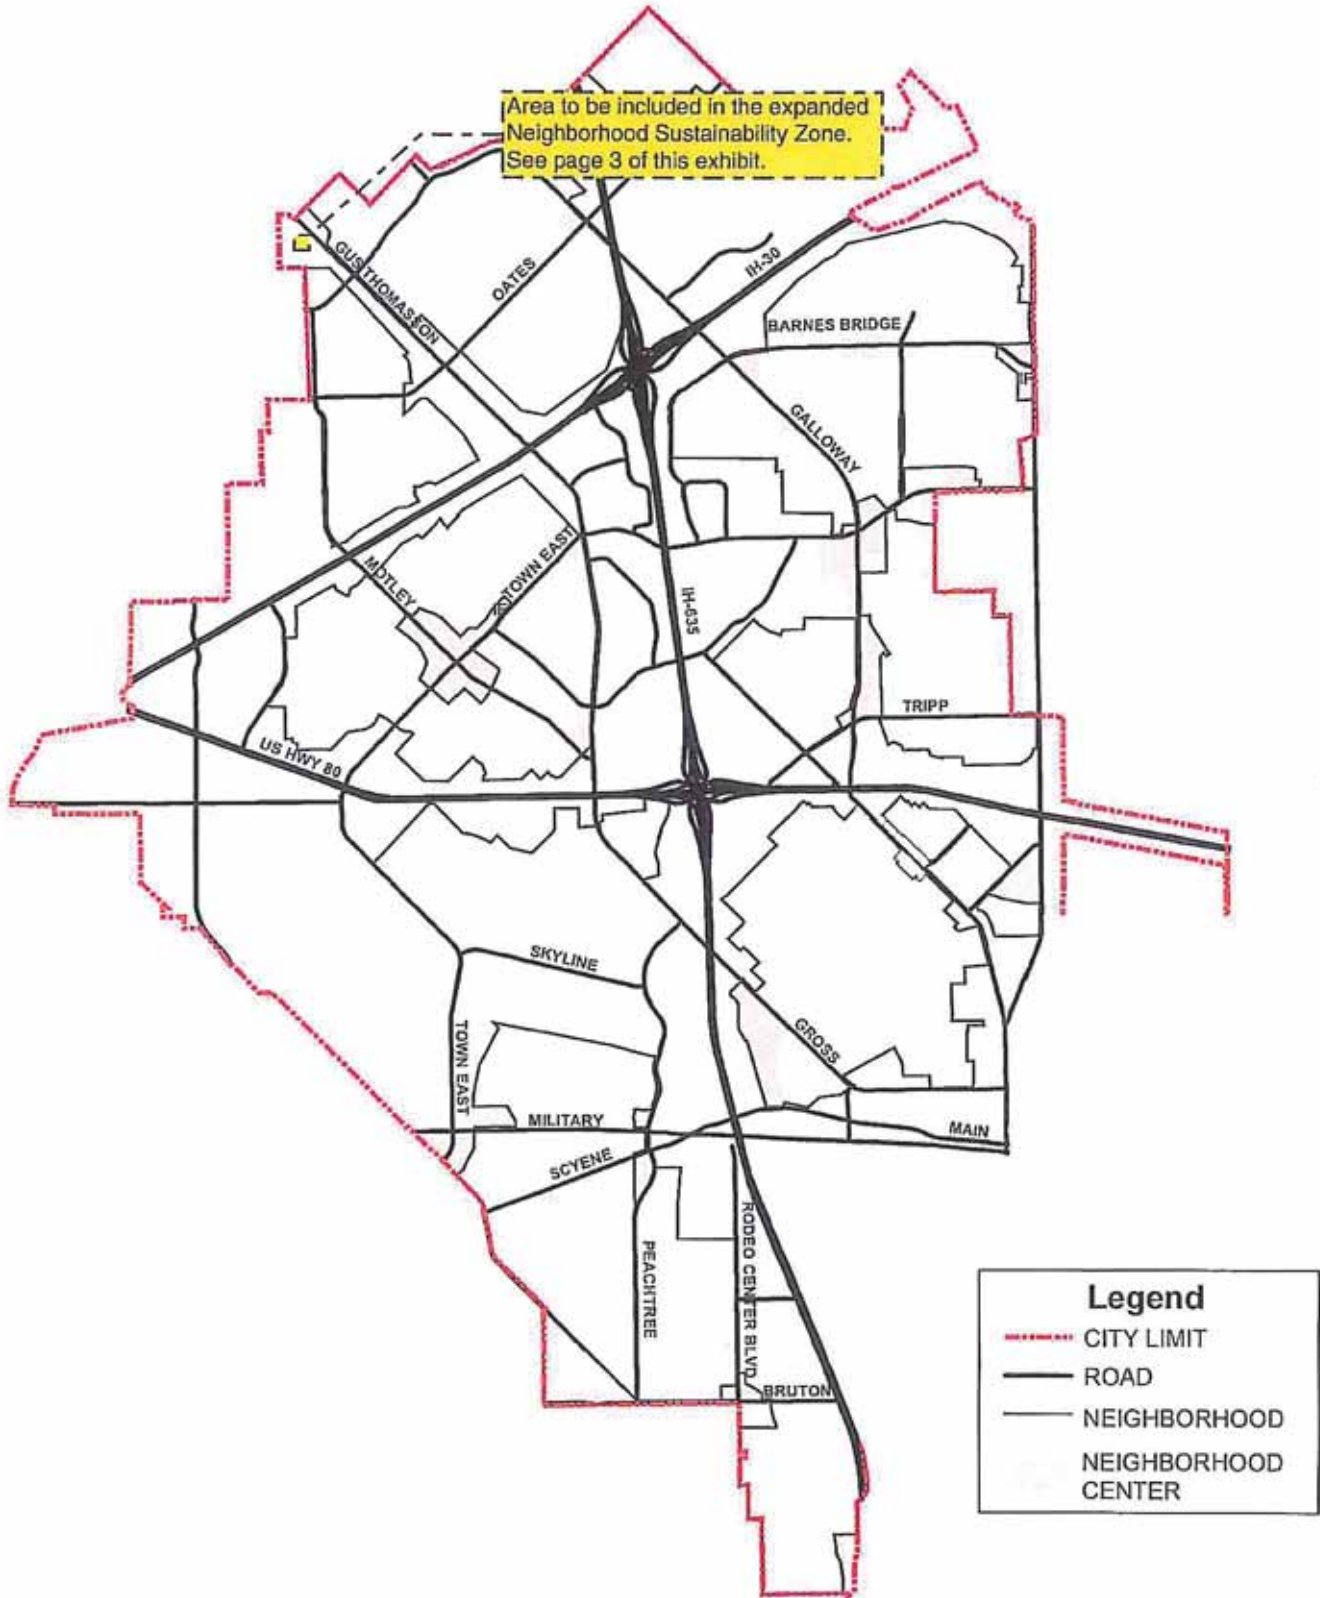 Area to be included in the expanded
Neighborhood Sustainability Zone.
See page 3 of this exhibit.
GUS THOMASSON
OATES
IH-30
BARNES BRIDGE
GALLOWAY
MOTLEY
TOWN EAST
IH-635
TRIPP
US HWY 80
SKYLINE
TOWN EAST
GROSS
MILITARY
MAIN
SCYENE
PEACHTREE
RODEO CENTER BLVD
BRUTON
Legend
CITY LIMIT
ROAD
NEIGHBORHOOD
NEIGHBORHOOD
CENTER